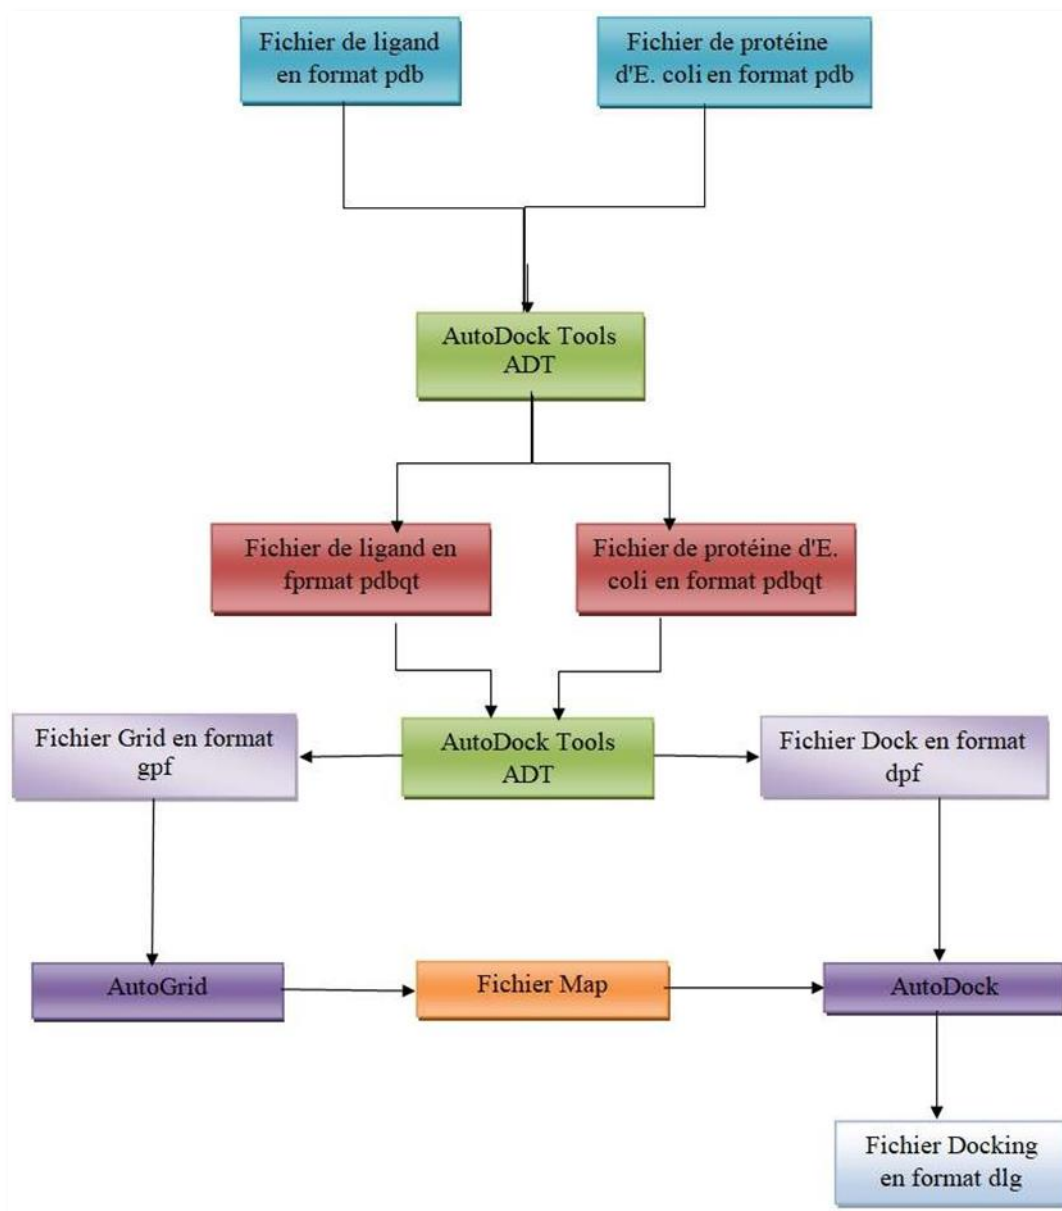 Fichier de ligand
en format pdb
Fichier de protéine
d'E. coli en format pdb
AutoDock Tools
ADT
Fichier de ligand en
fprmat pdbqt
Fichier de protéine d'E.
coli en format pdbqt
Fichier Grid en format
gpf
AutoDock Tools
ADT
Fichier Dock en format
dpf
AutoGrid
Fichier Map
AutoDock
Fichier Docking
en format dlg